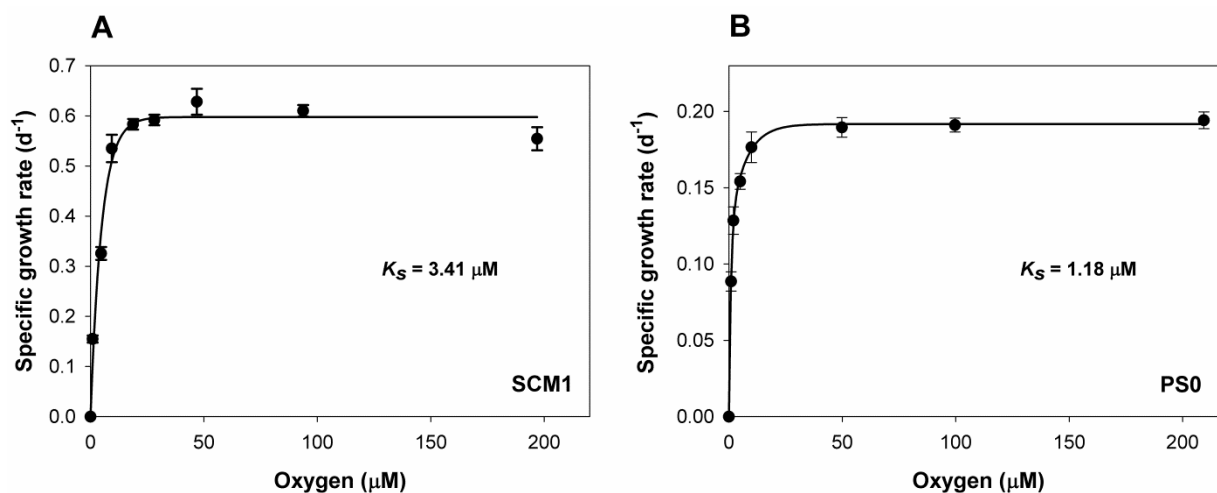 A
Specific growth rate (d⁻¹)
0.7
0.6
0.5
0.4
0.3
0.2
0.1
0.0
Kₛ = 3.41 μM
SCM1
0 50 100 150 200
Oxygen (μM)
B
Specific growth rate (d⁻¹)
0.20
0.15
0.10
0.05
0.00
Kₛ = 1.18 μM
PS0
0 50 100 150 200
Oxygen (μM)